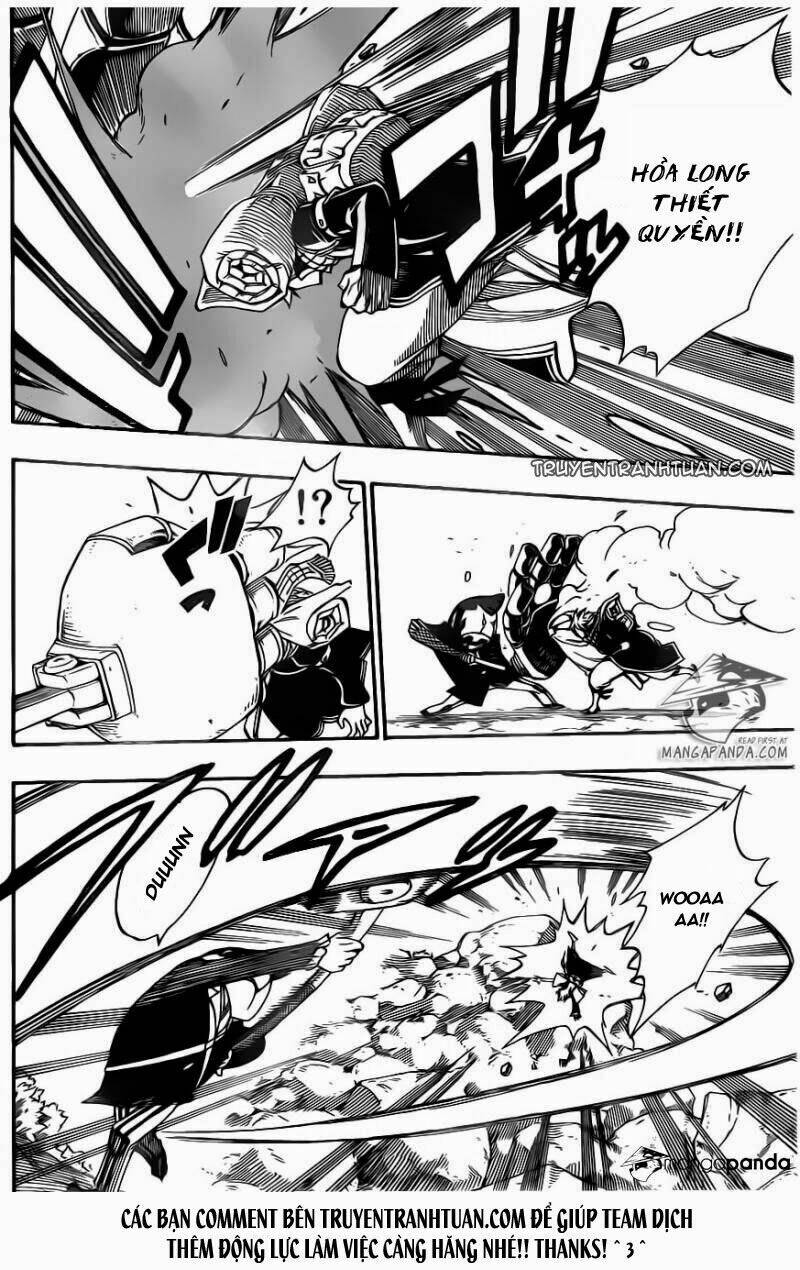 HỎA LONG
THIẾT
QUYỀN!!
TRUYENTRANHTUAN.COM
!?
READ FIRST AT
MANGAPANDA.COM
DUUUNN
WOOAA
AA!!
mangapanda
CÁC BẠN COMMENT BÊN TRUYENTRANHTUAN.COM ĐỂ GIÚP TEAM DỊCH
THÊM ĐỘNG LỰC LÀM VIỆC CÀNG HĂNG NHÉ!! THANKS! ^ 3 ^